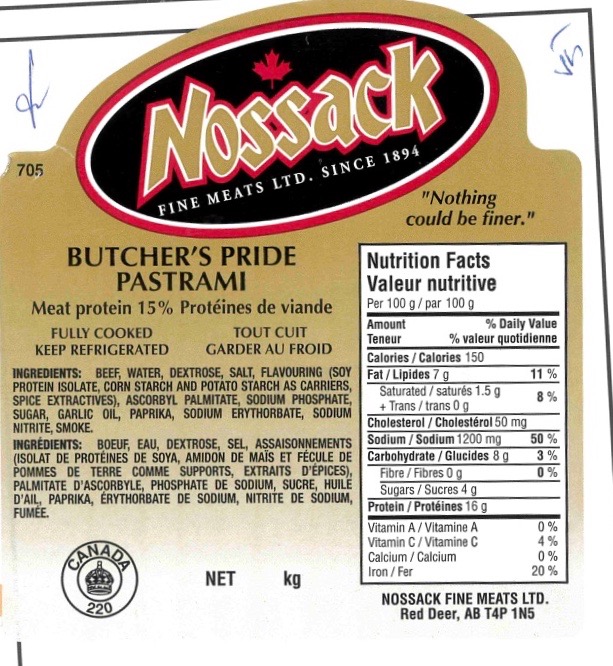 705
Nossack
FINE MEATS LTD. SINCE 1894
"Nothing
could be finer."
BUTCHER'S PRIDE
PASTRAMI
Meat protein 15% Protéines de viande
FULLY COOKED TOUT CUIT
KEEP REFRIGERATED GARDER AU FROID
INGREDIENTS: BEEF, WATER, DEXTROSE, SALT, FLAVOURING (SOY
PROTEIN ISOLATE, CORN STARCH AND POTATO STARCH AS CARRIERS,
SPICE EXTRACTIVES), ASCORBYL PALMITATE, SODIUM PHOSPHATE,
SUGAR, GARLIC OIL, PAPRIKA, SODIUM ERYTHORBATE, SODIUM
NITRITE, SMOKE.
INGRÉDIENTS: BOEUF, EAU, DEXTROSE, SEL, ASSAISONNEMENTS
(ISOLAT DE PROTÉINES DE SOYA, AMIDON DE MAÏS ET FÉCULE DE
POMMES DE TERRE COMME SUPPORTS, EXTRAITS D'ÉPICES),
PALMITATE D'ASCORBYLE, PHOSPHATE DE SODIUM, SUCRE, HUILE
D'AIL, PAPRIKA, ÉRYTHORBATE DE SODIUM, NITRITE DE SODIUM,
FUMÉE.
CANADA
220
NET kg
Nutrition Facts
Valeur nutritive
Per 100 g / par 100 g
Amount % Daily Value
Teneur % valeur quotidienne
Calories / Calories 150
Fat / Lipides 7 g 11 %
Saturated / saturés 1.5 g
+ Trans / trans 0 g 8 %
Cholesterol / Cholestérol 50 mg
Sodium / Sodium 1200 mg 50 %
Carbohydrate / Glucides 8 g 3 %
Fibre / Fibres 0 g 0 %
Sugars / Sucres 4 g
Protein / Protéines 16 g
Vitamin A / Vitamine A 0 %
Vitamin C / Vitamine C 4 %
Calcium / Calcium 0 %
Iron / Fer 20 %
NOSSACK FINE MEATS LTD.
Red Deer, AB T4P 1N5